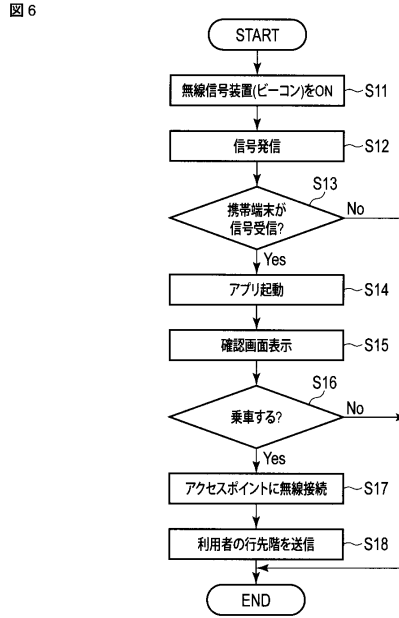 図6
START
無線信号装置(ビーコン)をON
S11
信号発信
S12
S13
携帯端末が
信号受信?
No
Yes
アプリ起動
S14
確認画面表示
S15
S16
乗車する?
No
Yes
アクセスポイントに無線接続
S17
利用者の行先階を送信
S18
END